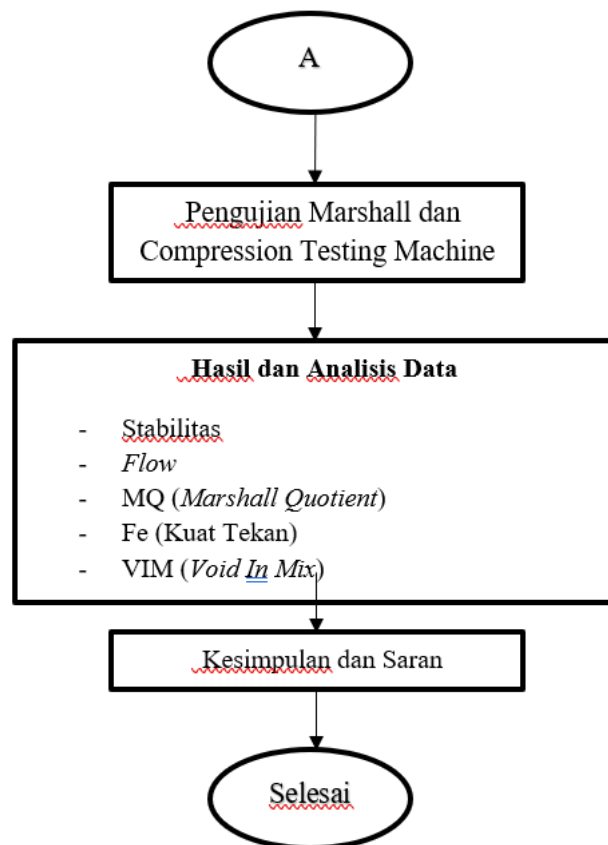 A
Pengujian Marshall dan
Compression Testing Machine
Hasil dan Analisis Data
- Stabilitas
- Flow
- MQ (Marshall Quotient)
- Fe (Kuat Tekan)
- VIM (Void In Mix)
Kesimpulan dan Saran
Selesai